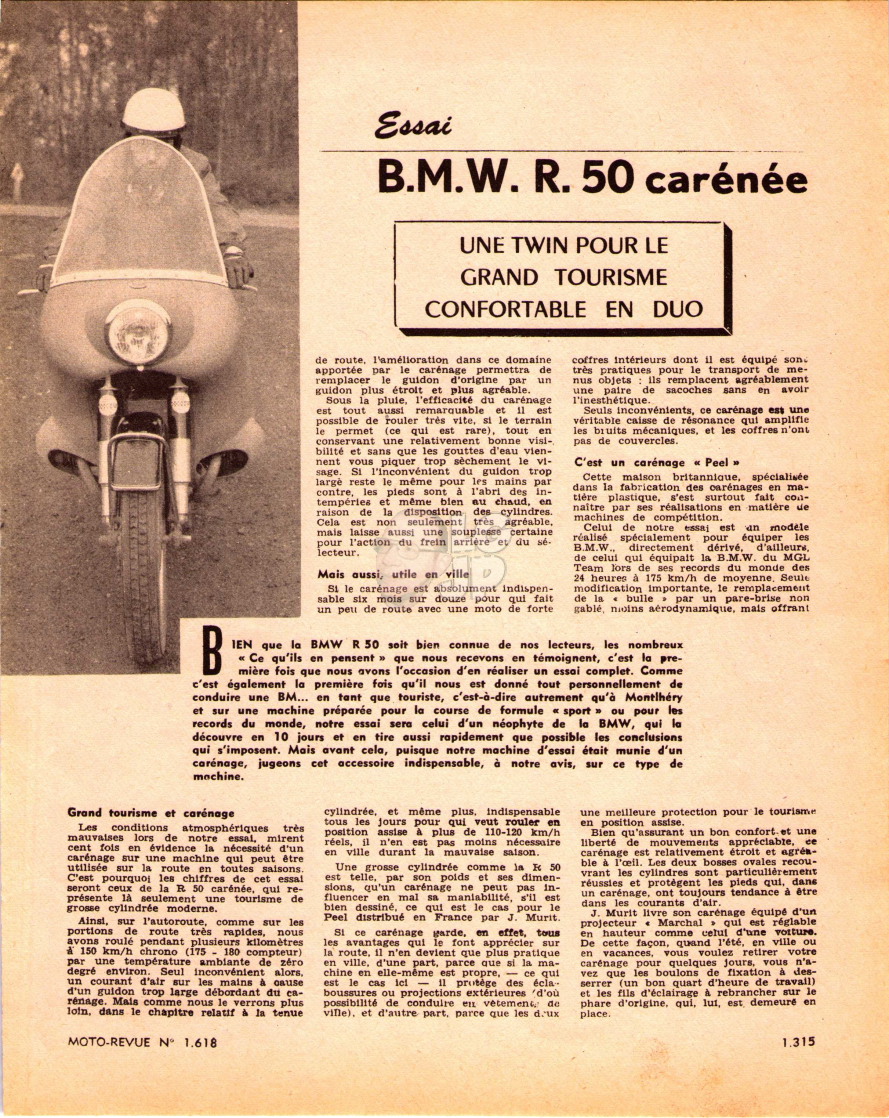 Essai
B.M.W. R. 50 carénée
UNE TWIN POUR LE
GRAND TOURISME
CONFORTABLE EN DUO
BIEN que la BMW R 50 soit bien connue de nos lecteurs, les nombreux
« Ce qu'ils en pensent » que nous recevons en témoignent, c'est la pre-
mière fois que nous avons l'occasion d'en réaliser un essai complet. Comme
c'est également la première fois qu'il nous est donné tout personnellement de
conduire une BM... en tant que touriste, c'est-à-dire autrement qu'à Montlhéry
et sur une machine préparée pour la course de formule « sport » ou pour les
records du monde, notre essai sera celui d'un néophyte de la BMW, qui la
découvre en 10 jours et en tire aussi rapidement que possible les conclusions
qui s'imposent. Mais avant cela, puisque notre machine d'essai était munie d'un
carénage, jugeons cet accessoire indispensable, à notre avis, sur ce type de
machine.
Grand tourisme et carénage
Les conditions atmosphériques très
mauvaises lors de notre essai, mirent
cent fois en évidence la nécessité d'un
carénage sur une machine qui peut être
utilisée sur la route en toutes saisons.
C'est pourquoi les chiffres de cet essai
seront ceux de la R 50 carénée, qui re-
présente là seulement une tourisme de
grosse cylindrée moderne.
Ainsi, sur l'autoroute, comme sur les
portions de route très rapides, nous
avons roulé pendant plusieurs kilomètres
à 150 km/h chrono (175 - 180 compteur)
par une température ambiante de zéro
degré environ. Seul inconvénient alors,
un courant d'air sur les mains à cause
d'un guidon trop large débordant du ca-
rénage. Mais comme nous le verrons plus
loin, dans le chapitre relatif à la tenue
de route, l'amélioration dans ce domaine
apportée par le carénage permettra de
remplacer le guidon d'origine par un
guidon plus étroit et plus agréable.
Sous la pluie, l'efficacité du carénage
est tout aussi remarquable et il est
possible de rouler très vite, si le terrain
le permet (ce qui est rare), tout en
conservant une relativement bonne visi-
bilité et sans que les gouttes d'eau vien-
nent vous piquer trop sèchement le vi-
sage. Si l'inconvénient du guidon trop
large reste le même pour les mains par
contre, les pieds sont à l'abri des in-
tempéries et même bien au chaud, en
raison de la disposition des cylindres.
Cela est non seulement très agréable,
mais laisse aussi une souplesse certaine
pour l'action du frein arrière et du sé-
lecteur.
Mais aussi, utile en ville
Si le carénage est absolument indispen-
sable six mois sur douze pour qui fait
un peu de route avec une moto de forte
cylindrée, et même plus, indispensable
tous les jours pour qui veut rouler en
position assise à plus de 110-120 km/h
réels, il n'en est pas moins nécessaire
en ville durant la mauvaise saison.
Une grosse cylindrée comme la R 50
est telle, par son poids et ses dimen-
sions, qu'un carénage ne peut pas in-
fluencer en mal sa maniabilité, s'il est
bien dessiné, ce qui est le cas pour le
Peel distribué en France par J. Murit.
Si ce carénage garde, en effet, tous
les avantages qui le font apprécier sur
la route, il n'en devient que plus pratique
en ville, d'une part, parce que si la ma-
chine en elle-même est propre, — ce qui
est le cas ici — il protège des écla-
boussures ou projections extérieures (d'où
possibilité de conduire en vêtements de
ville), et d'autre part, parce que les deux
coffres intérieurs dont il est équipé sont
très pratiques pour le transport de me-
nus objets : ils remplacent agréablement
une paire de sacoches sans en avoir
l'inesthétique.
Seuls inconvénients, ce carénage est une
véritable caisse de résonance qui amplifie
les bruits mécaniques, et les coffres n'ont
pas de couvercles.
C'est un carénage « Peel »
Cette maison britannique, spécialisée
dans la fabrication des carénages en ma-
tière plastique, s'est surtout fait con-
naître par ses réalisations en matière de
machines de compétition.
Celui de notre essai est un modèle
réalisé spécialement pour équiper les
B.M.W., directement dérivé, d'ailleurs,
de celui qui équipait la B.M.W. du MGL
Team lors de ses records du monde des
24 heures à 175 km/h de moyenne. Seule
modification importante, le remplacement
de la « bulle » par un pare-brise non
gablé, moins aérodynamique, mais offrant
une meilleure protection pour le tourisme
en position assise.
Bien qu'assurant un bon confort et une
liberté de mouvements appréciable, ce
carénage est relativement étroit et agréa-
ble à l'œil. Les deux bosses ovales recou-
vrant les cylindres sont particulièrement
réussies et protègent les pieds qui, dans
un carénage, ont toujours tendance à être
dans les courants d'air.
J. Murit livre son carénage équipé d'un
projecteur « Marchal » qui est réglable
en hauteur comme celui d'une voiture.
De cette façon, quand l'été, en ville ou
en vacances, vous voulez retirer votre
carénage pour quelques jours, vous n'a-
vez que les boulons de fixation à des-
serrer (un bon quart d'heure de travail)
et les fils d'éclairage à rebrancher sur le
phare d'origine, qui, lui, est demeuré en
place.
MOTO-REVUE N° 1.618
1.315